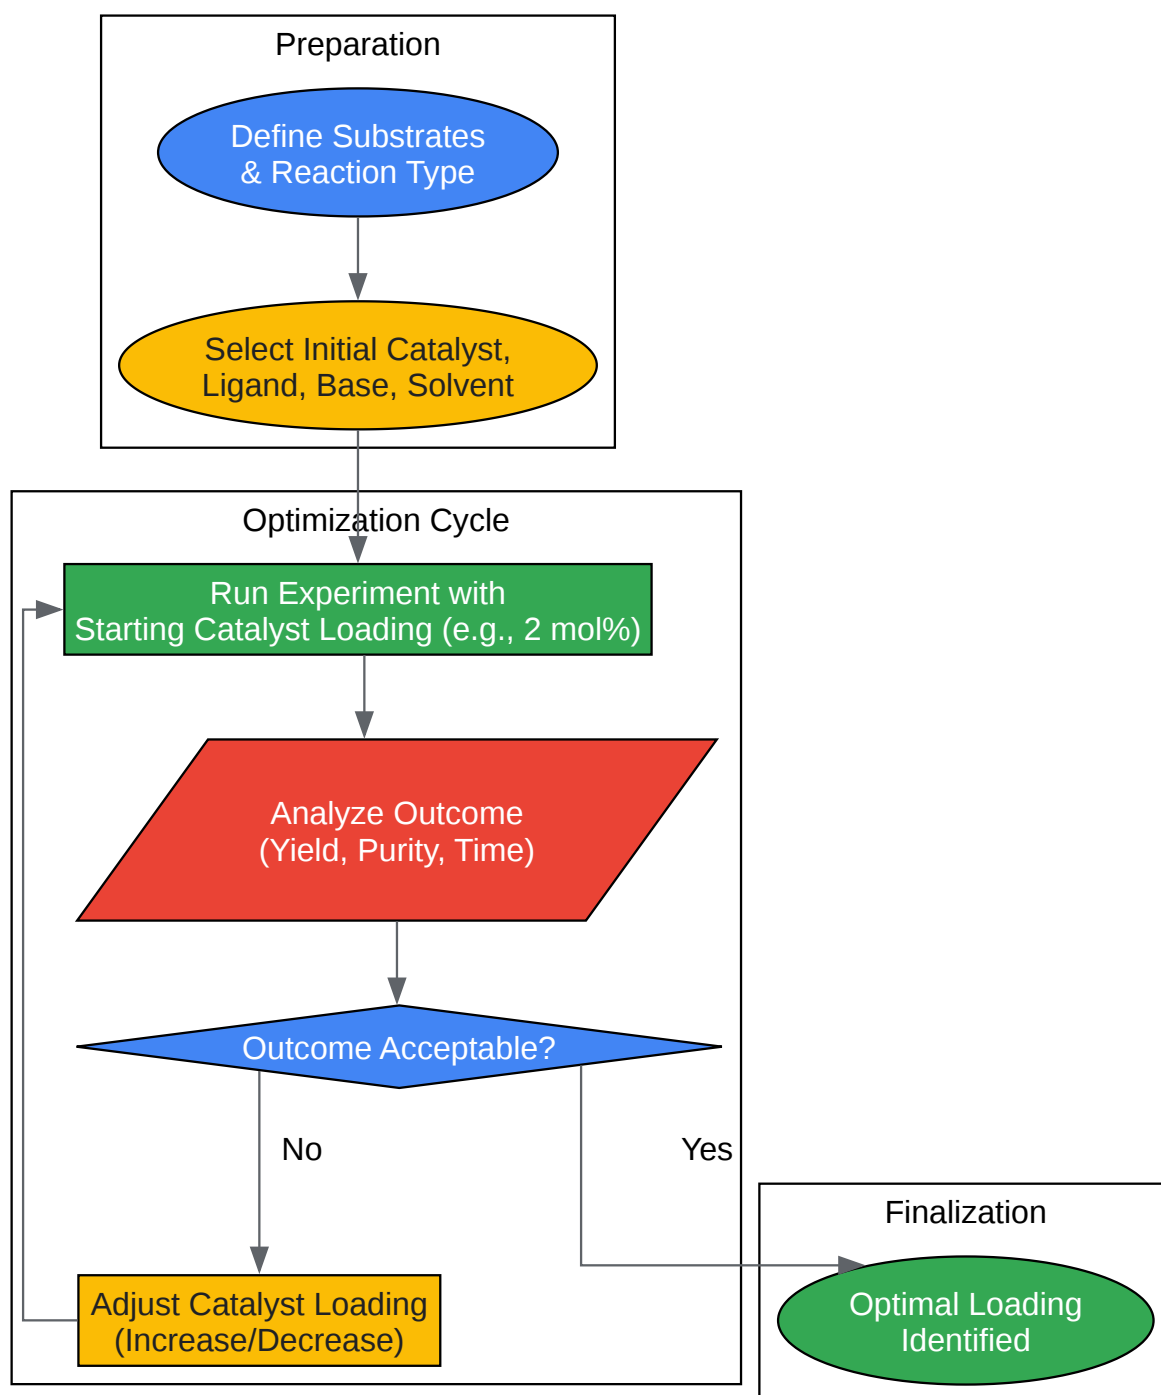 Preparation
Define Substrates
& Reaction Type
Select Initial Catalyst,
Ligand, Base, Solvent
Optimization Cycle
Run Experiment with
Starting Catalyst Loading (e.g., 2 mol%)
Analyze Outcome
(Yield, Purity, Time)
Outcome Acceptable?
No
Yes
Adjust Catalyst Loading
(Increase/Decrease)
Finalization
Optimal Loading
Identified